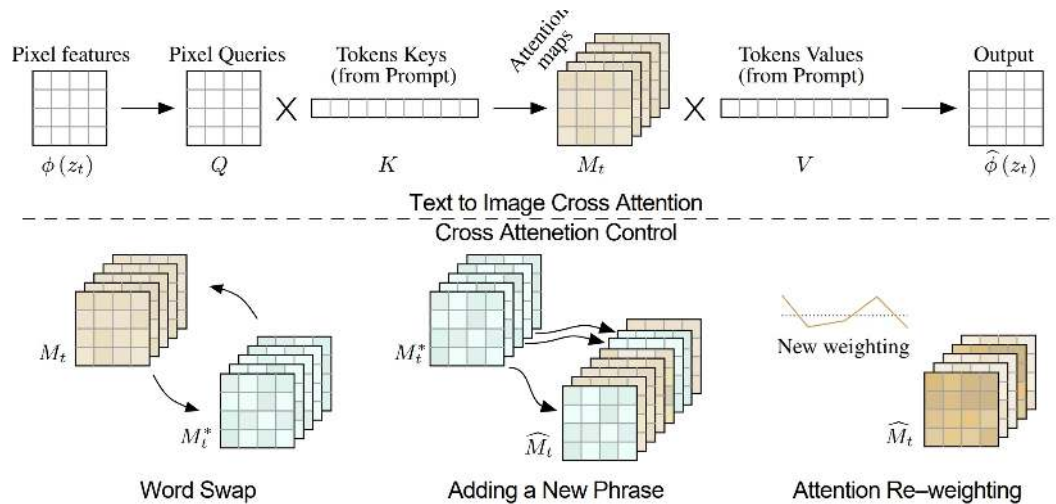 Pixel features
Pixel Queries
Tokens Keys
(from Prompt)
Attention
maps
Tokens Values
(from Prompt)
Output
ϕ (z_t)
Q
K
M_t
V
ϕ̂ (z_t)
Text to Image Cross Attention
Cross Attenetion Control
M_t
M_t^*
Word Swap
M_t^*
M̂_t
Adding a New Phrase
New weighting
M̂_t
Attention Re–weighting